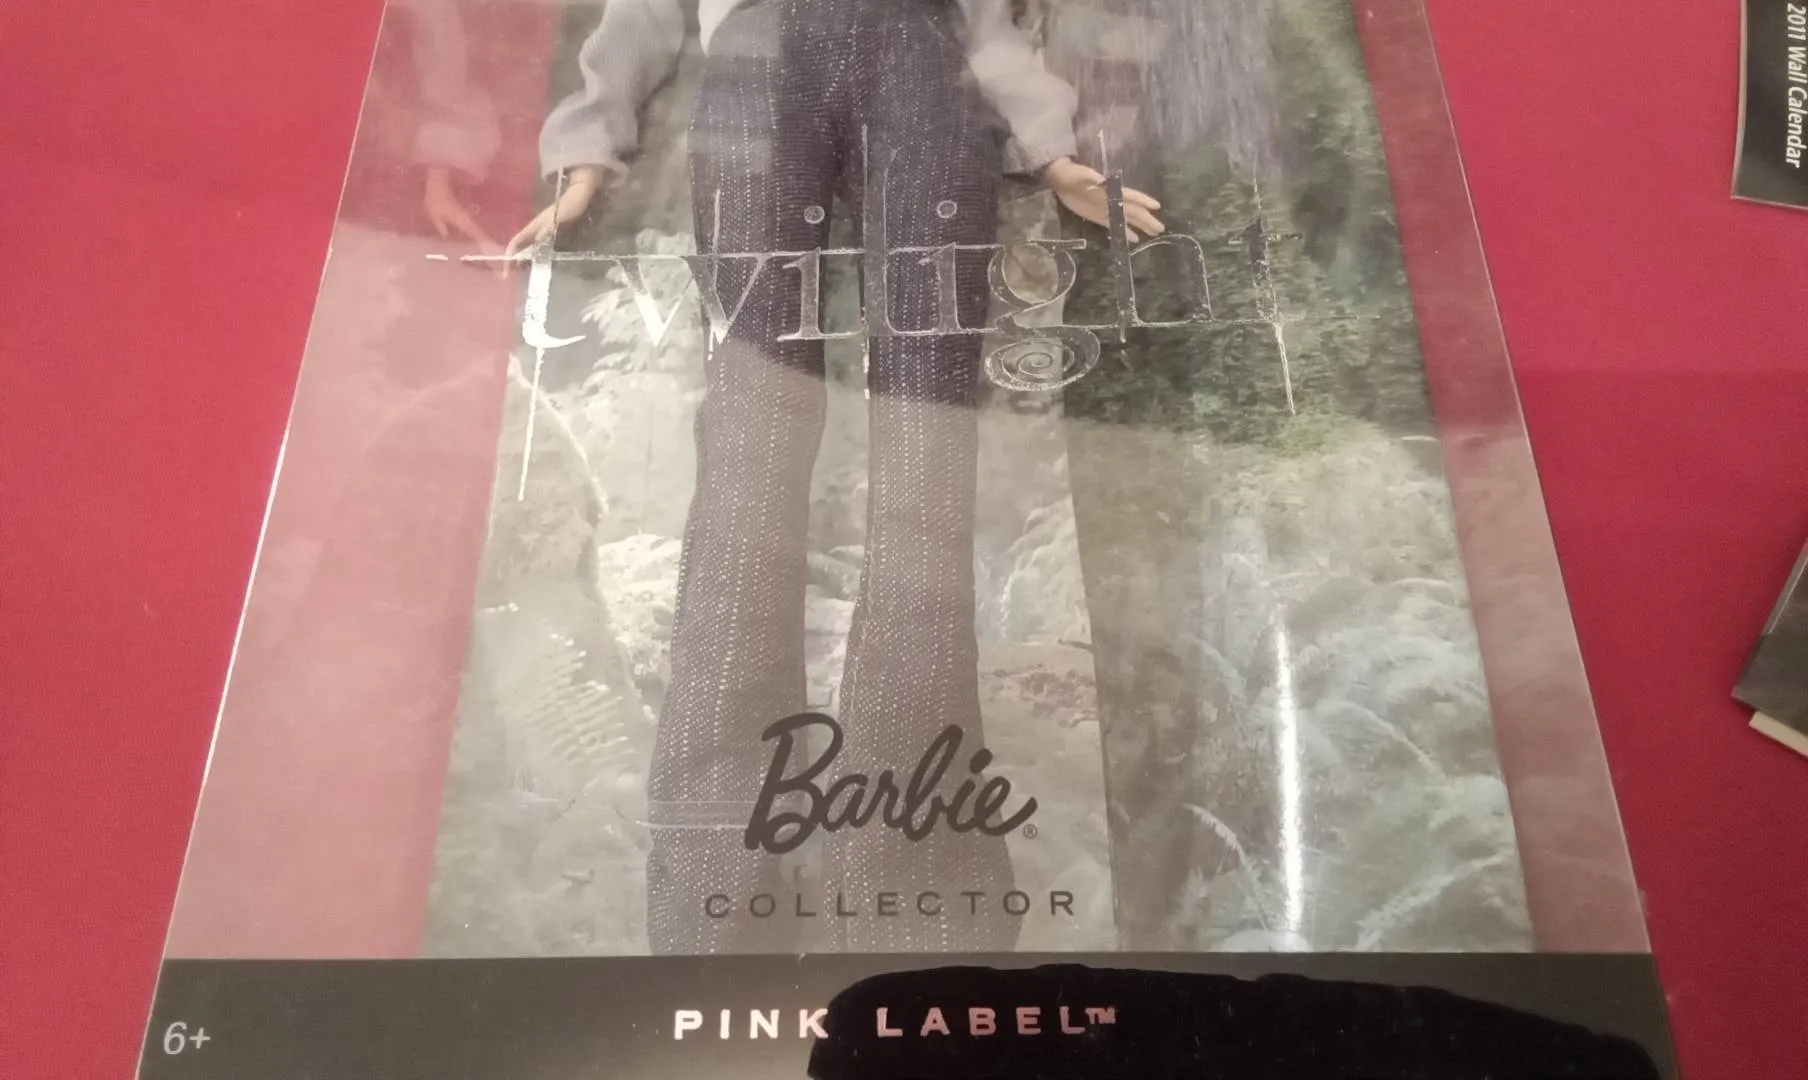 twilight
Barbie®
COLLECTOR
PINK LABEL™
6+
2011 Wall Calendar